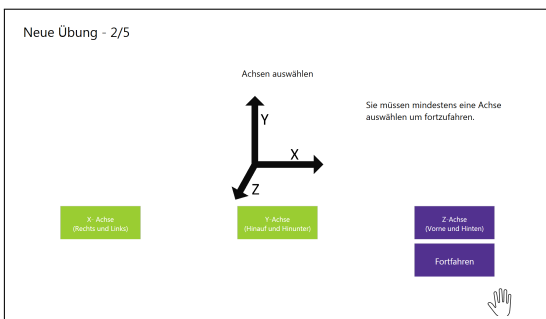 Neue Übung - 2/5
Achsen auswählen
Sie müssen mindestens eine Achse
auswählen um fortzufahren.
Y
X
Z
X- Achse
(Rechts und Links)
Y-Achse
(Hinauf und Hinunter)
Z-Achse
(Vorne und Hinten)
Fortfahren